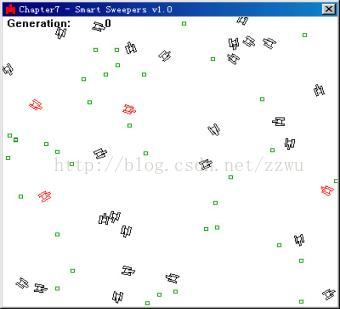 Chapter7 - Smart Sweepers v1.0
Generation: 0
http://blog.csdn.net/zzwu